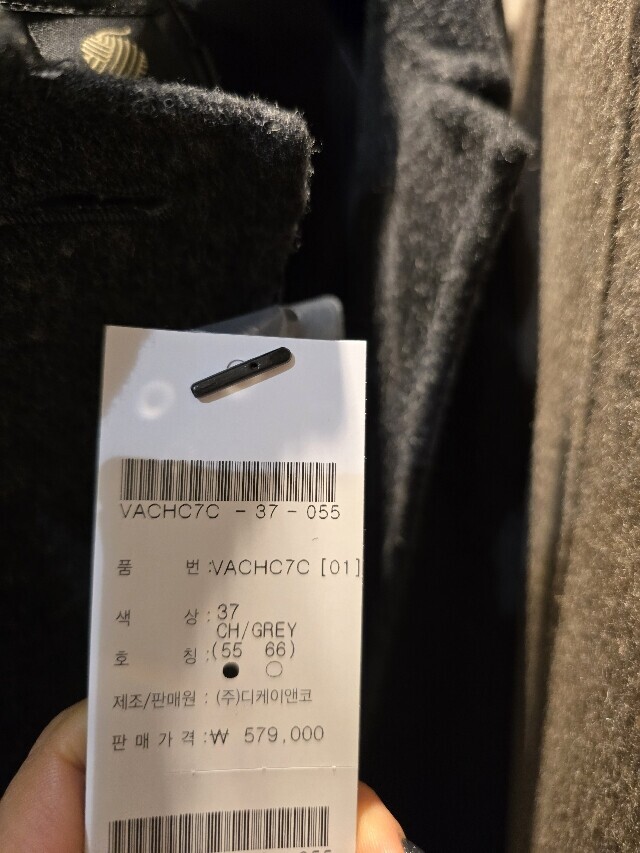 VACHC7C - 37 - 055
품 번 : VACHC7C [01]
색 상 : 37
CH/GREY
호 칭 : (55 66)
제조/판매원 : (주)디케이앤코
판 매 가 격 : ₩ 579,000